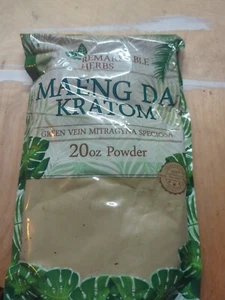 REMARKABLE
HERBS
MAENG DA
KRATOM
GREEN VEIN MITRAGYNA SPECIOSA
20oz Powder